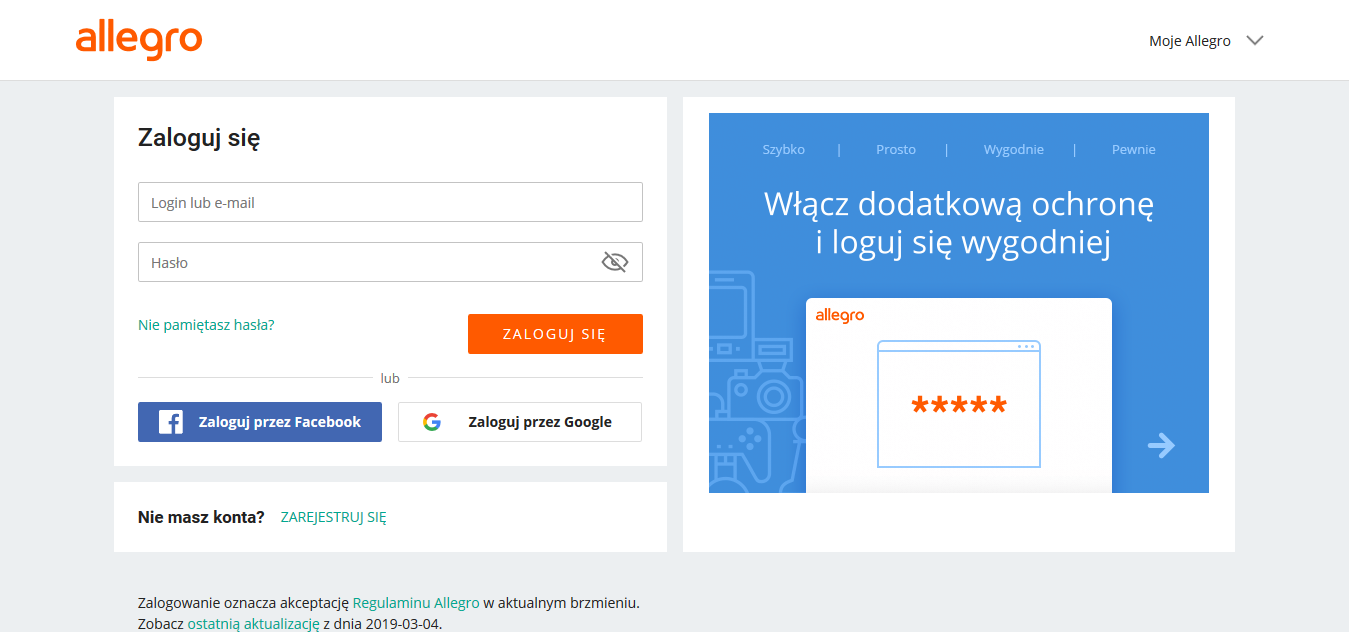 allegro
Moje Allegro
Zaloguj się
Login lub e-mail
Hasło
Nie pamiętasz hasła?
ZALOGUJ SIĘ
lub
Zaloguj przez Facebook
Zaloguj przez Google
Nie masz konta? ZAREJESTRUJ SIĘ
Szybko | Prosto | Wygodnie | Pewnie
Włącz dodatkową ochronę
i loguj się wygodniej
allegro
*****
Zalogowanie oznacza akceptację Regulaminu Allegro w aktualnym brzmieniu.
Zobacz ostatnią aktualizację z dnia 2019-03-04.